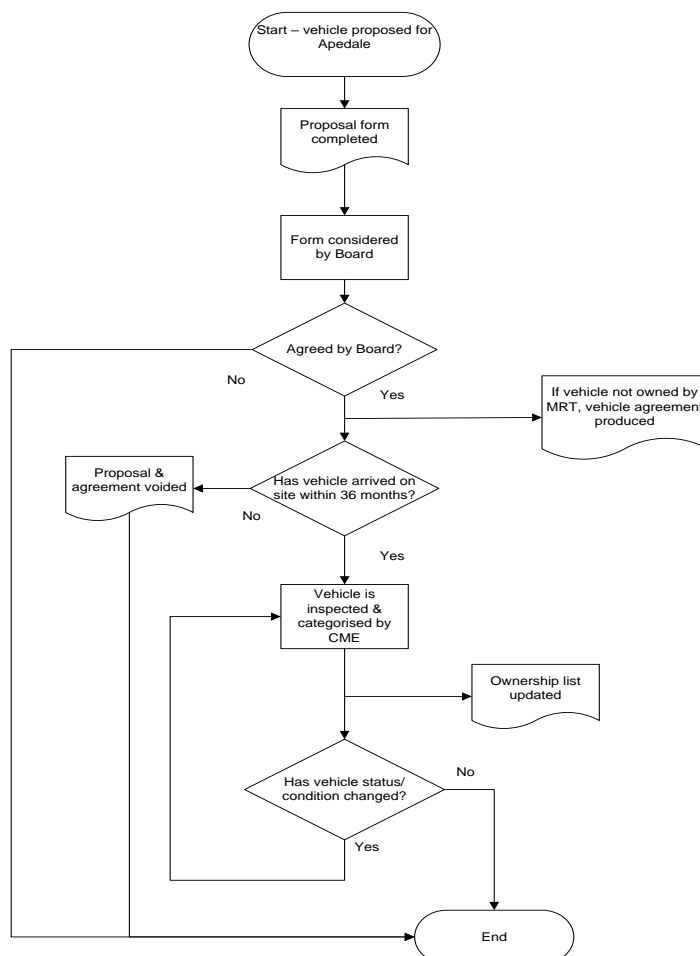 Start – vehicle proposed for
Apedale
Proposal form
completed
Form considered
by Board
Agreed by Board?
No
Yes
If vehicle not owned by
MRT, vehicle agreement
produced
Has vehicle arrived on
site within 36 months?
Proposal &
agreement voided
No
Yes
Vehicle is
inspected &
categorised by
CME
Ownership list
updated
Has vehicle status/
condition changed?
No
Yes
End